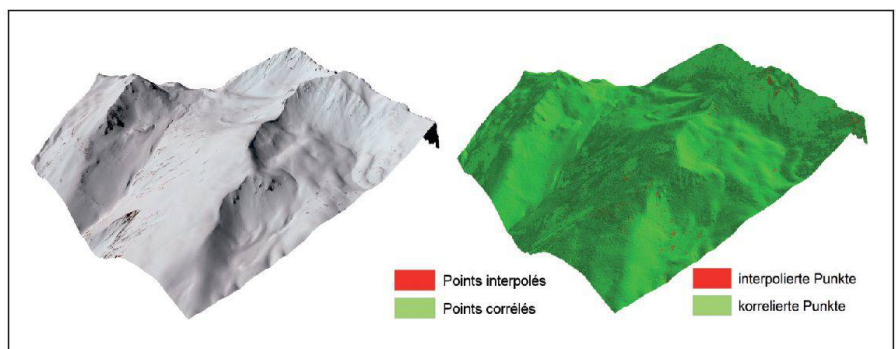 Points interpolés
Points corrélés
interpolierte Punkte
korrelierte Punkte